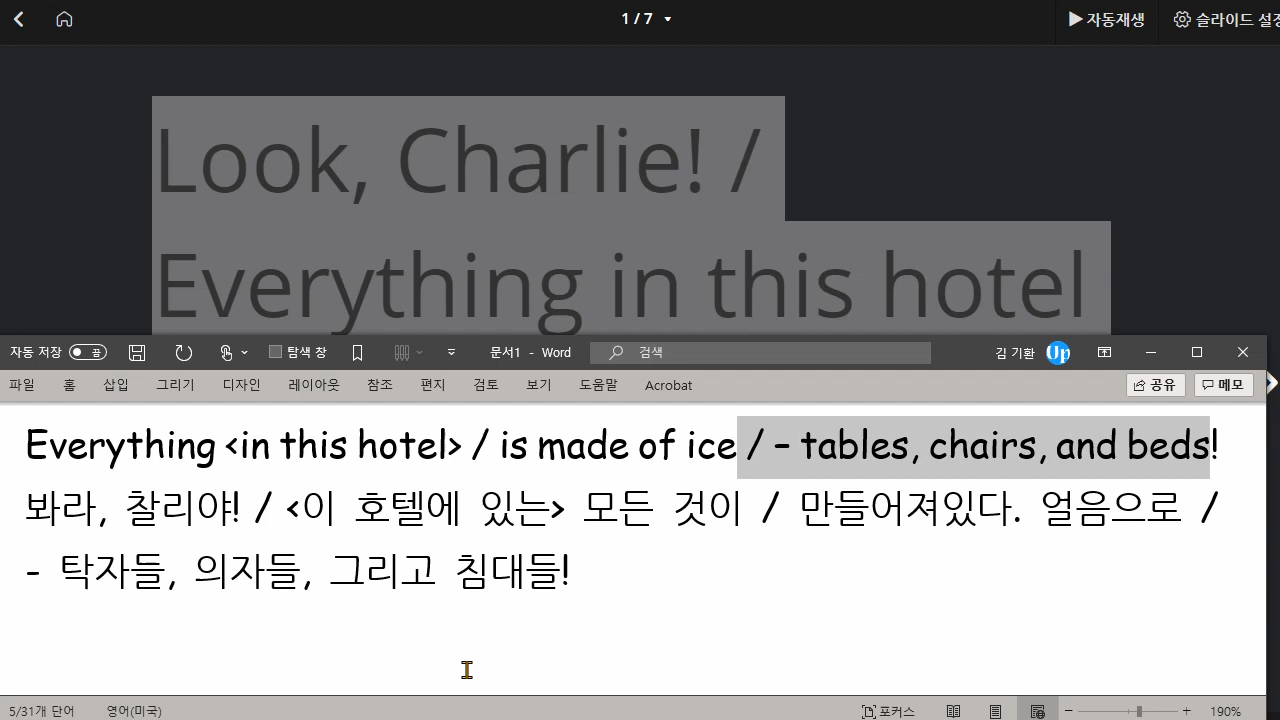 1 / 7
자동재생
슬라이드 설정
Look, Charlie! /
Everything in this hotel
자동 저장 끔 탐색 창 문서1 - Word 검색 김 기환 Up
파일 홈 삽입 그리기 디자인 레이아웃 참조 편지 검토 보기 도움말 Acrobat 공유 메모
Everything <in this hotel> / is made of ice / – tables, chairs, and beds!
봐라, 찰리야! / <이 호텔에 있는> 모든 것이 / 만들어져있다. 얼음으로 /
- 탁자들, 의자들, 그리고 침대들!
5/31개 단어 영어(미국) 포커스 190%